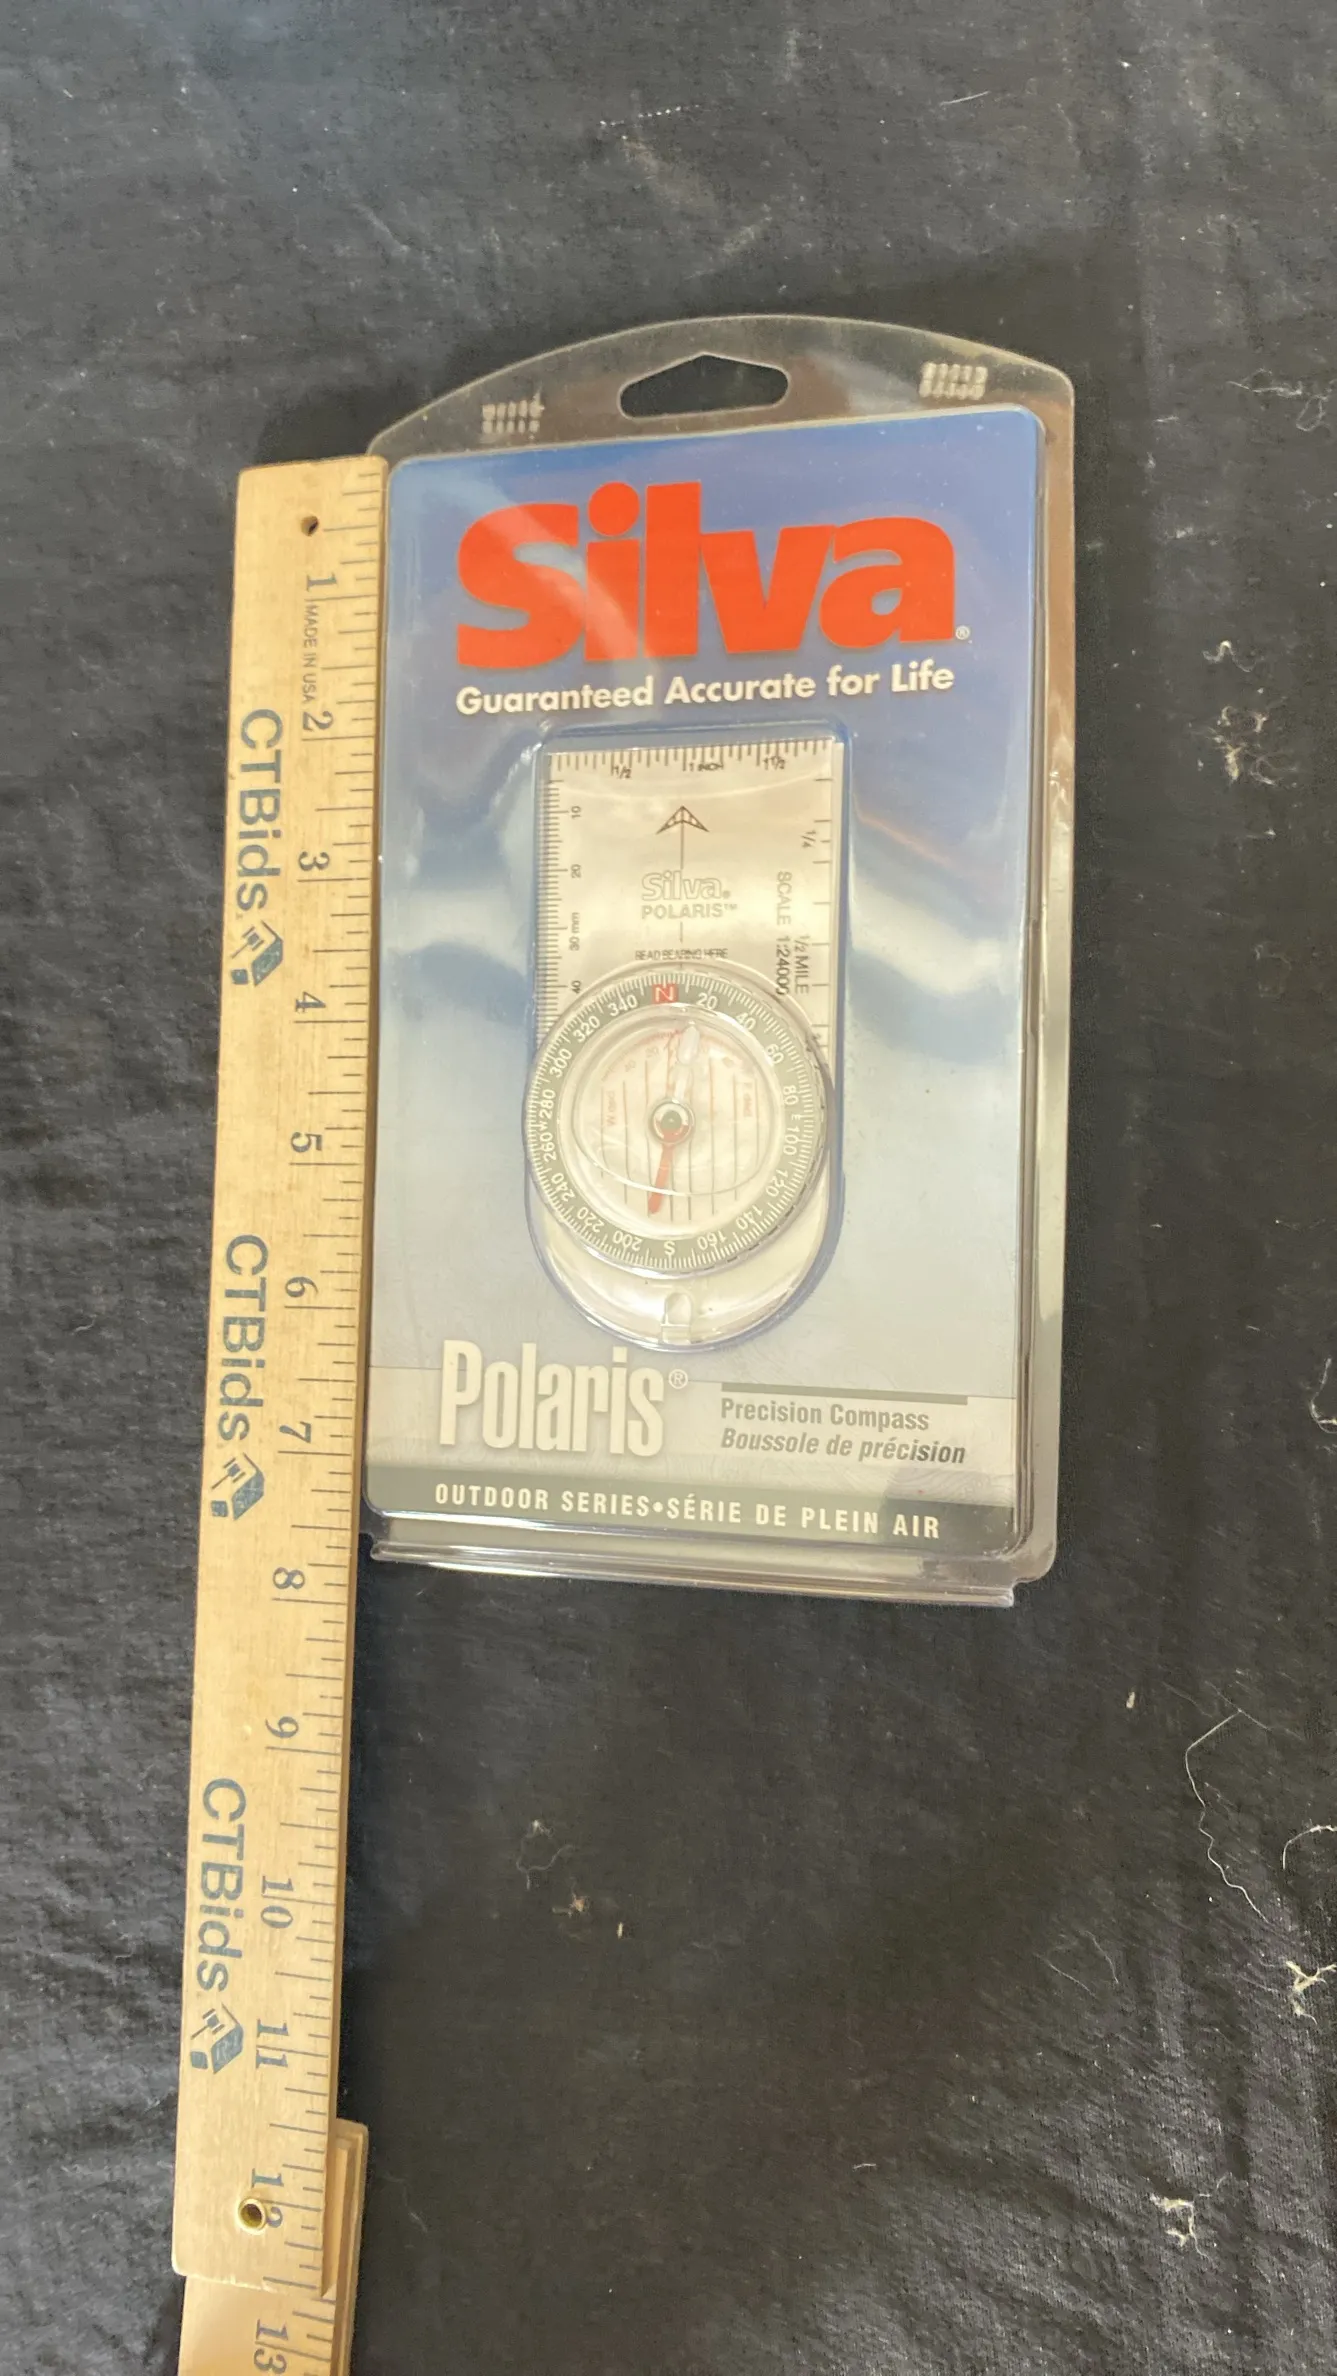 Silva®
Guaranteed Accurate for Life
1/2 1 INCH 1 1/2
10
20
30 mm
40
1/4
SCALE 1:24000
1/2 MILE
Silva®
POLARIS™
READ BEARING HERE
N 20 40 60 80 E 100 120 140 160 S 200 220 240 260 W 280 300 320 340
Polaris®
Precision Compass
Boussole de précision
OUTDOOR SERIES•SÉRIE DE PLEIN AIR
1 2 3 4 5 6 7 8 9 10 11 12 13
MADE IN USA
CTBids
CTBids
CTBids